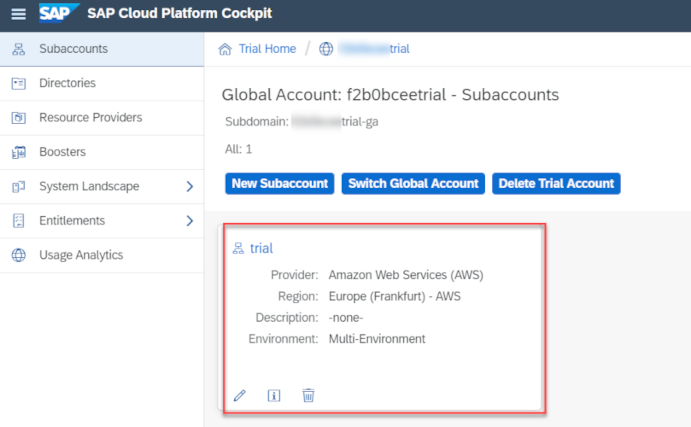 SAP SAP Cloud Platform Cockpit
Subaccounts
Directories
Resource Providers
Boosters
System Landscape
Entitlements
Usage Analytics
Trial Home / trial
Global Account: f2b0bceetrial - Subaccounts
Subdomain: trial-ga
All: 1
New Subaccount Switch Global Account Delete Trial Account
trial
Provider: Amazon Web Services (AWS)
Region: Europe (Frankfurt) - AWS
Description: -none-
Environment: Multi-Environment